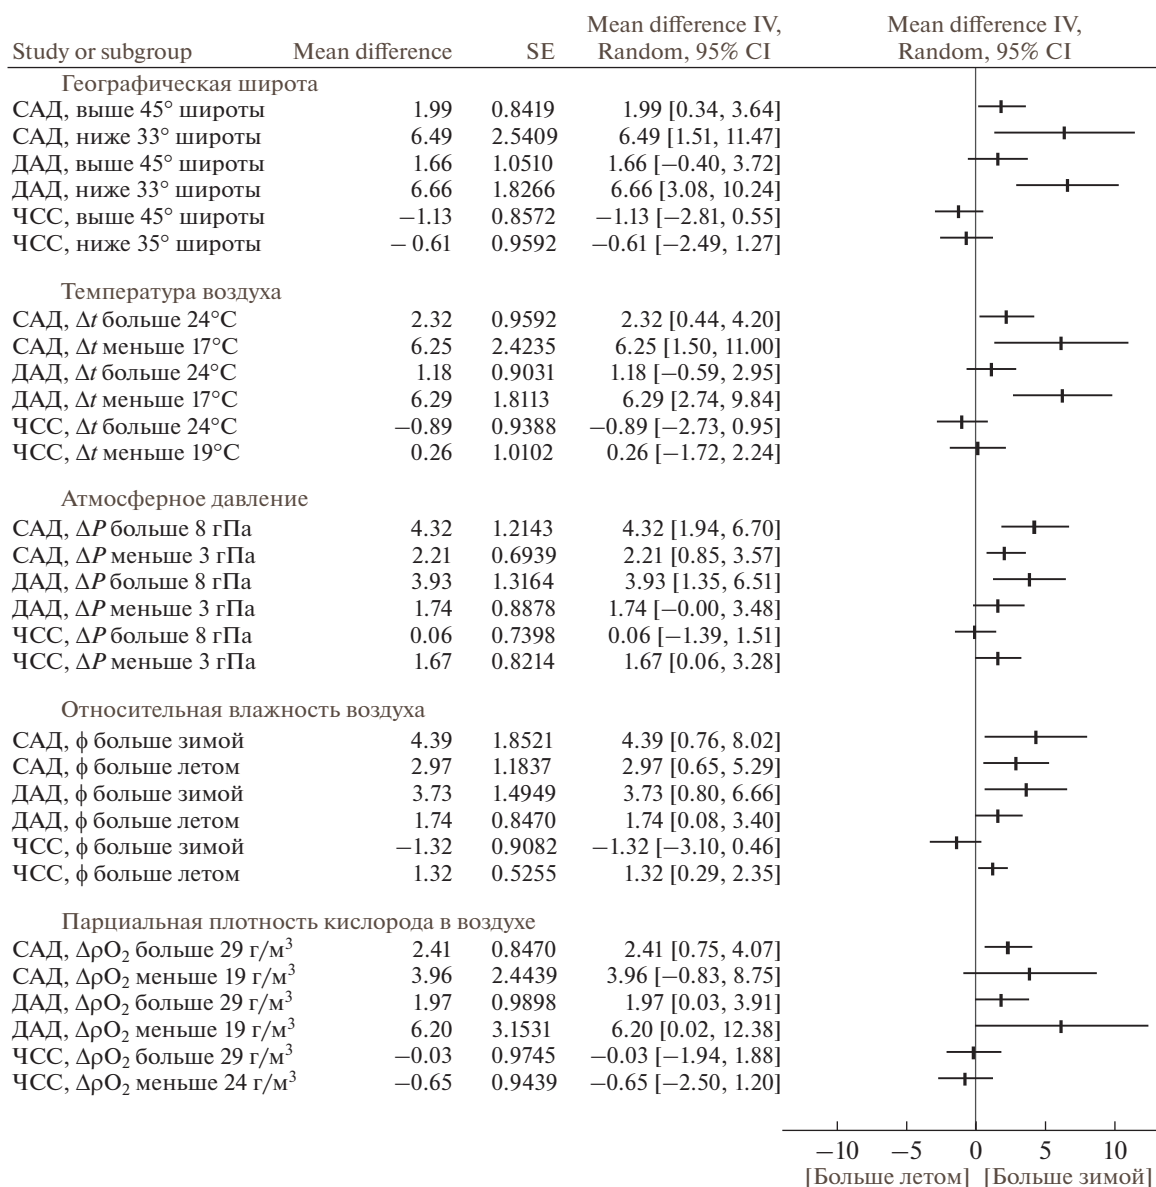 Mean difference IV, Mean difference IV,
Study or subgroup Mean difference SE Random, 95% CI Random, 95% CI
Географическая широта
САД, выше 45° широты 1.99 0.8419 1.99 [0.34, 3.64]
САД, ниже 33° широты 6.49 2.5409 6.49 [1.51, 11.47]
ДАД, выше 45° широты 1.66 1.0510 1.66 [−0.40, 3.72]
ДАД, ниже 33° широты 6.66 1.8266 6.66 [3.08, 10.24]
ЧСС, выше 45° широты −1.13 0.8572 −1.13 [−2.81, 0.55]
ЧСС, ниже 35° широты − 0.61 0.9592 −0.61 [−2.49, 1.27]
Температура воздуха
САД, Δt больше 24°C 2.32 0.9592 2.32 [0.44, 4.20]
САД, Δt меньше 17°C 6.25 2.4235 6.25 [1.50, 11.00]
ДАД, Δt больше 24°C 1.18 0.9031 1.18 [−0.59, 2.95]
ДАД, Δt меньше 17°C 6.29 1.8113 6.29 [2.74, 9.84]
ЧСС, Δt больше 24°C −0.89 0.9388 −0.89 [−2.73, 0.95]
ЧСС, Δt меньше 19°C 0.26 1.0102 0.26 [−1.72, 2.24]
Атмосферное давление
САД, ΔP больше 8 гПа 4.32 1.2143 4.32 [1.94, 6.70]
САД, ΔP меньше 3 гПа 2.21 0.6939 2.21 [0.85, 3.57]
ДАД, ΔP больше 8 гПа 3.93 1.3164 3.93 [1.35, 6.51]
ДАД, ΔP меньше 3 гПа 1.74 0.8878 1.74 [−0.00, 3.48]
ЧСС, ΔP больше 8 гПа 0.06 0.7398 0.06 [−1.39, 1.51]
ЧСС, ΔP меньше 3 гПа 1.67 0.8214 1.67 [0.06, 3.28]
Относительная влажность воздуха
САД, ϕ больше зимой 4.39 1.8521 4.39 [0.76, 8.02]
САД, ϕ больше летом 2.97 1.1837 2.97 [0.65, 5.29]
ДАД, ϕ больше зимой 3.73 1.4949 3.73 [0.80, 6.66]
ДАД, ϕ больше летом 1.74 0.8470 1.74 [0.08, 3.40]
ЧСС, ϕ больше зимой −1.32 0.9082 −1.32 [−3.10, 0.46]
ЧСС, ϕ больше летом 1.32 0.5255 1.32 [0.29, 2.35]
Парциальная плотность кислорода в воздухе
САД, ΔρO₂ больше 29 г/м³ 2.41 0.8470 2.41 [0.75, 4.07]
САД, ΔρO₂ меньше 19 г/м³ 3.96 2.4439 3.96 [−0.83, 8.75]
ДАД, ΔρO₂ больше 29 г/м³ 1.97 0.9898 1.97 [0.03, 3.91]
ДАД, ΔρO₂ меньше 19 г/м³ 6.20 3.1531 6.20 [0.02, 12.38]
ЧСС, ΔρO₂ больше 29 г/м³ −0.03 0.9745 −0.03 [−1.94, 1.88]
ЧСС, ΔρO₂ меньше 24 г/м³ −0.65 0.9439 −0.65 [−2.50, 1.20]
−10 −5 0 5 10
[Больше летом] [Больше зимой]